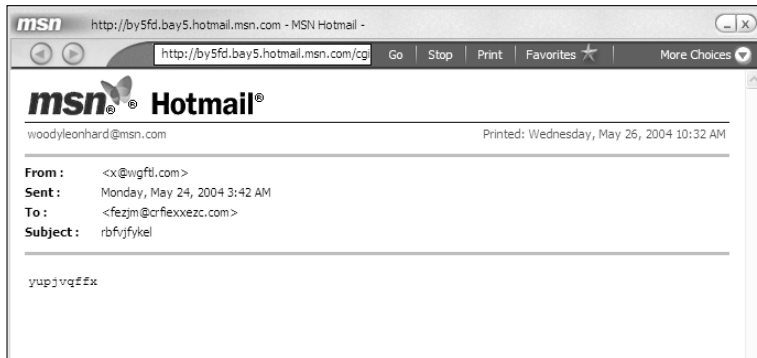 msn http://by5fd.bay5.hotmail.msn.com - MSN Hotmail -
http://by5fd.bay5.hotmail.msn.com/cgi Go Stop Print Favorites More Choices
msn® ® Hotmail®
woodyleonhard@msn.com Printed: Wednesday, May 26, 2004 10:32 AM
From : <x@wgftl.com>
Sent : Monday, May 24, 2004 3:42 AM
To : <fezjm@crfiexxezc.com>
Subject : rbfvjfykel
yupjvqffx